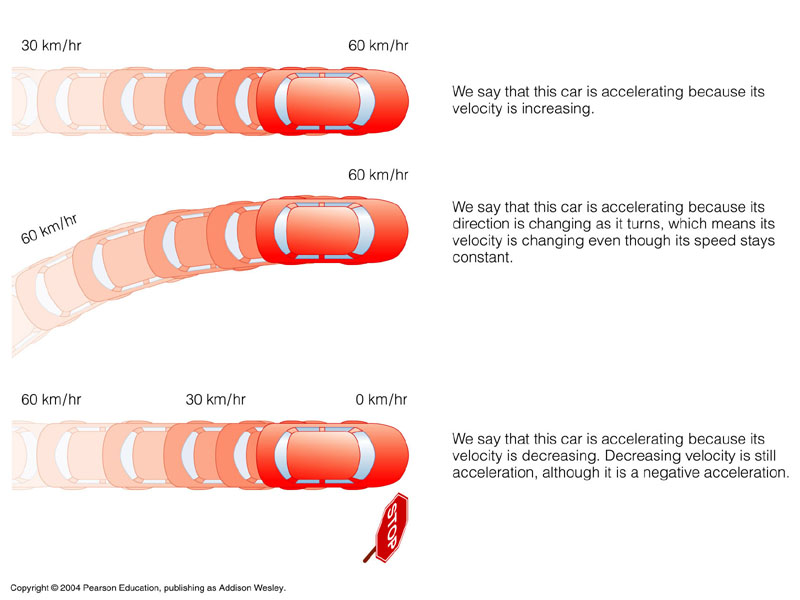 30 km/hr
60 km/hr
We say that this car is accelerating because its
velocity is increasing.
60 km/hr
60 km/hr
We say that this car is accelerating because its
direction is changing as it turns, which means its
velocity is changing even though its speed stays
constant.
60 km/hr
30 km/hr
0 km/hr
We say that this car is accelerating because its
velocity is decreasing. Decreasing velocity is still
acceleration, although it is a negative acceleration.
STOP
Copyright © 2004 Pearson Education, publishing as Addison Wesley.